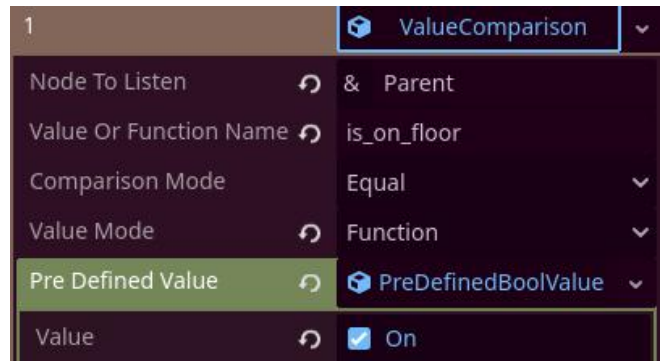 1 ValueComparison
Node To Listen & Parent
Value Or Function Name is_on_floor
Comparison Mode Equal
Value Mode Function
Pre Defined Value PreDefinedBoolValue
Value On